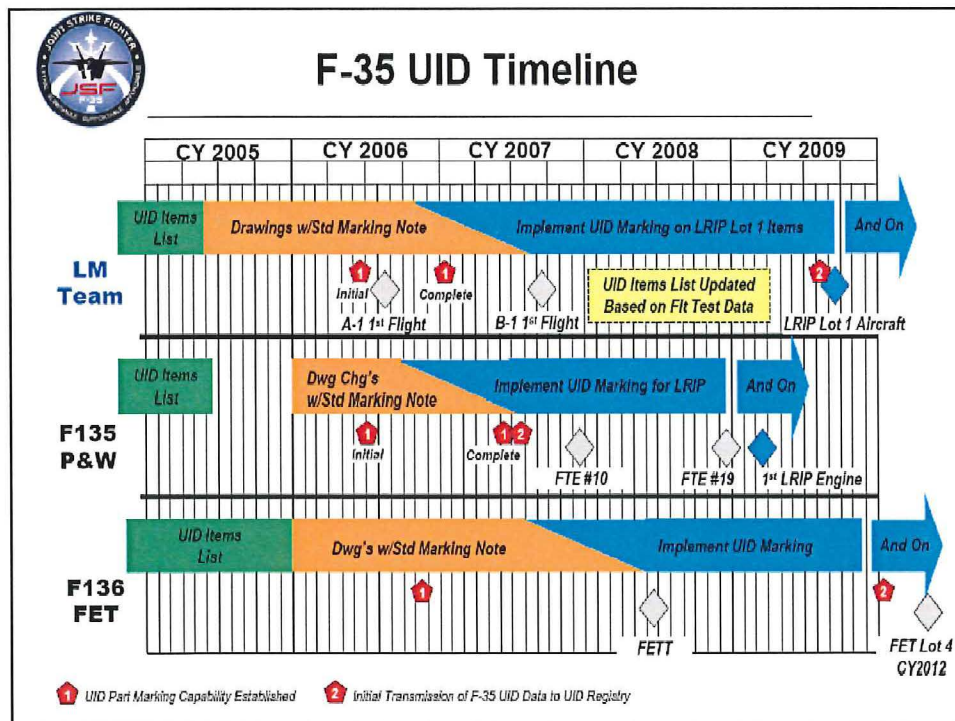 JOINT STRIKE FIGHTER
JSF
F-35
F-35 UID Timeline
CY 2005
CY 2006
CY 2007
CY 2008
CY 2009
LM
Team
UID Items
List
Drawings w/Std Marking Note
Implement UID Marking on LRIP Lot 1 Items
And On
1
Initial
A-1 1st Flight
1
Complete
B-1 1st Flight
UID Items List Updated
Based on Flt Test Data
2
LRIP Lot 1 Aircraft
F135
P&W
UID Items
List
Dwg Chg's
w/Std Marking Note
Implement UID Marking for LRIP
And On
1
Initial
1
2
Complete
FTE #10
FTE #19
1st LRIP Engine
F136
FET
UID Items
List
Dwg's w/Std Marking Note
Implement UID Marking
And On
1
FETT
2
FET Lot 4
CY2012
1 UID Part Marking Capability Established
2 Initial Transmission of F-35 UID Data to UID Registry